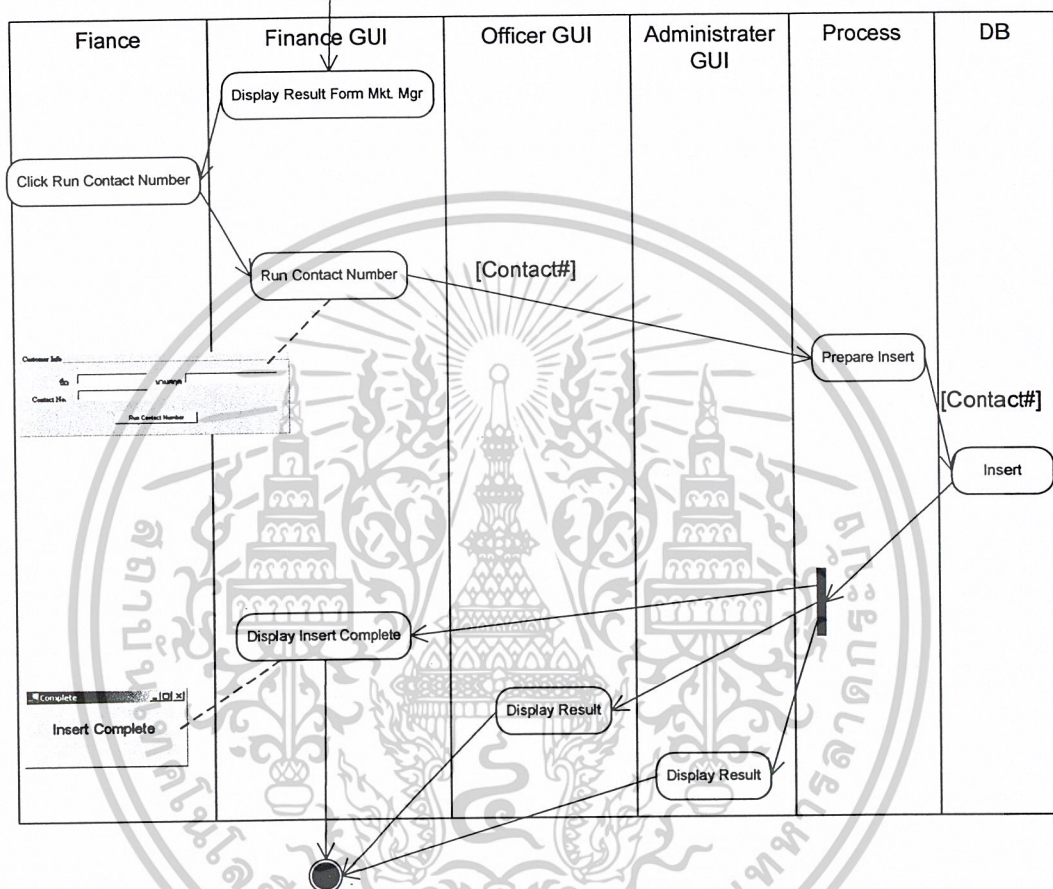 Fiance
Finance GUI
Officer GUI
Administrater
GUI
Process
DB
Display Result Form Mkt. Mgr
Click Run Contact Number
Run Contact Number
[Contact#]
Prepare Insert
Customer Info
ชื่อ
นามสกุล
Contact No.
Run Contact Number
[Contact#]
Insert
Display Insert Complete
Complete
Insert Complete
Display Result
Display Result